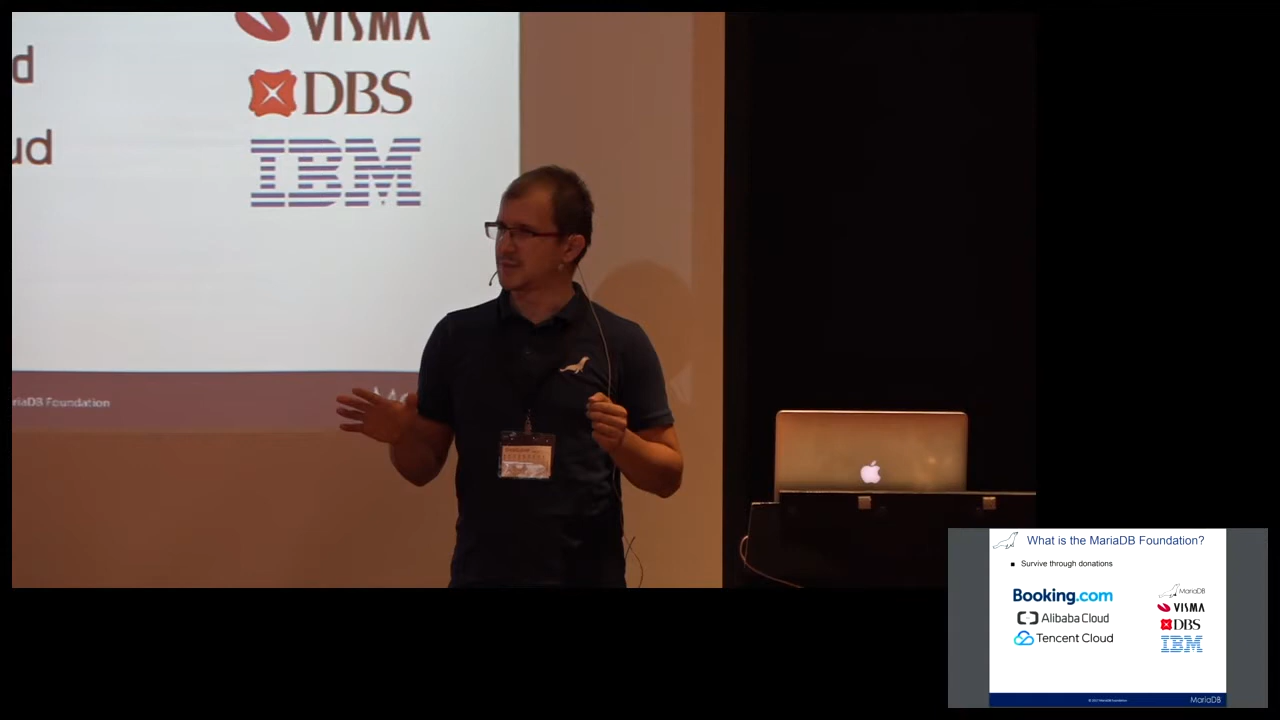 VISMA
d
DBS
ud
IBM
riaDB Foundation
What is the MariaDB Foundation?
Survive through donations
Booking.com
MariaDB
Alibaba Cloud
VISMA
DBS
Tencent Cloud
IBM
MariaDB